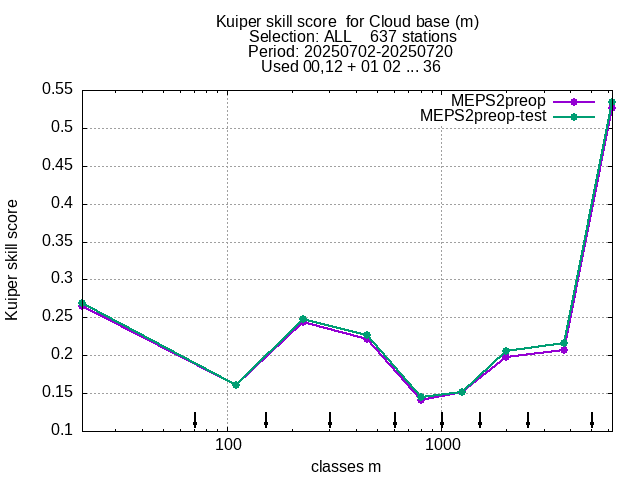 Kuiper skill score  for Cloud base (m)
Selection: ALL    637 stations
Period: 20250702-20250720
Used 00,12 + 01 02 ... 36
MEPS2preop
MEPS2preop-test
0.55
0.5
0.45
0.4
0.35
0.3
0.25
0.2
0.15
0.1
Kuiper skill score
100
1000
classes m